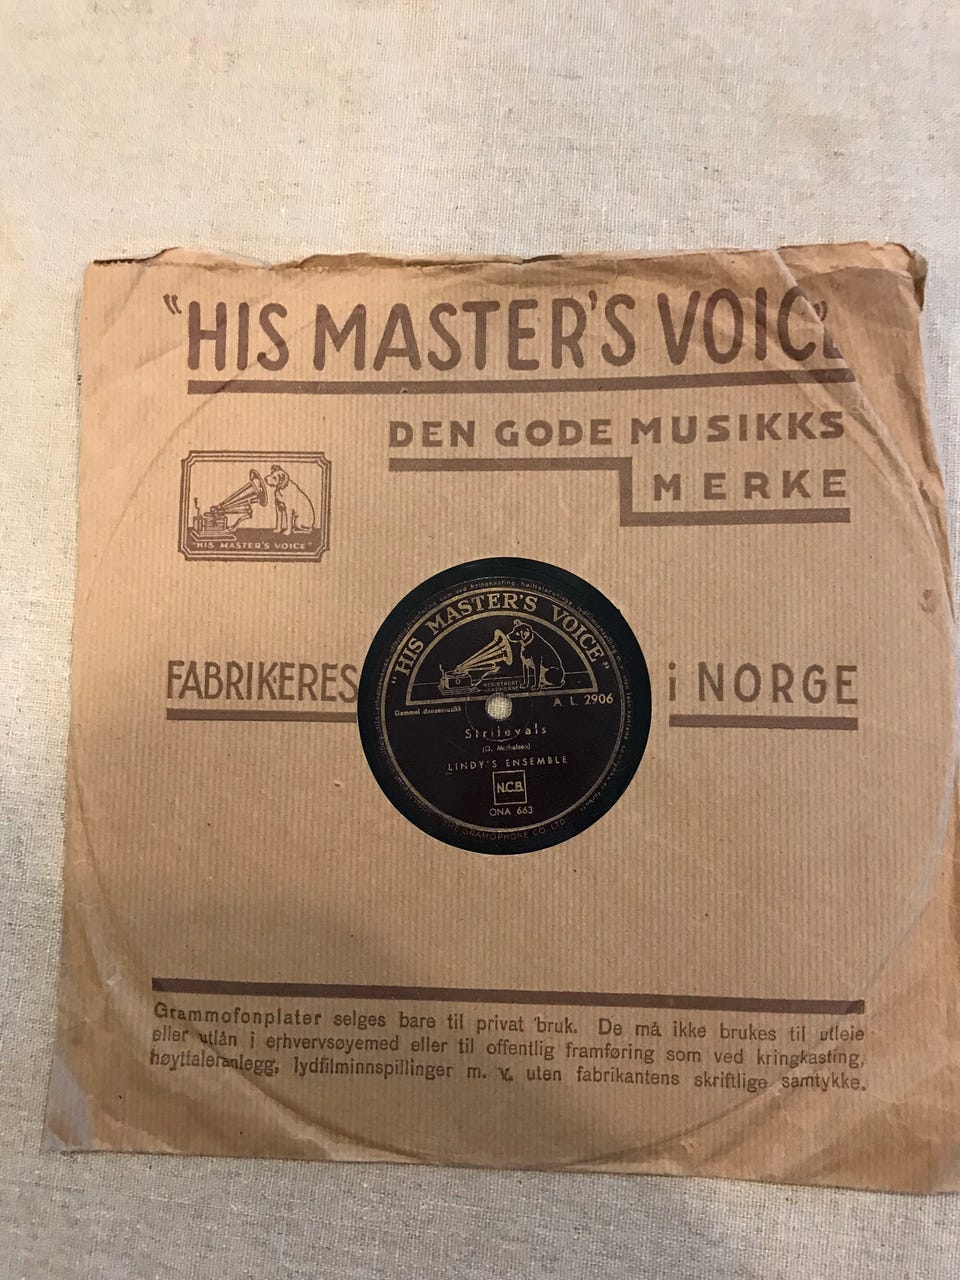 "HIS MASTER'S VOICE"
DEN GODE MUSIKKS
MERKE
"HIS MASTER'S VOICE"
"HIS MASTER'S VOICE"
FABRIKERES i NORGE
A. L. 2906
Gammel dansemusikk
Strilevals
LINDY'S ENSEMBLE
N.C.B.
ONA 663
THE GRAMOPHONE CO. LTD.
Grammofonplater selges bare til privat bruk. De må ikke brukes til utleie
eller utlån i erhvervsøyemed eller til offentlig framføring som ved kringkasting,
høyttaleranlegg, lydfilminnspillinger m. v. uten fabrikantens skriftlige samtykke.